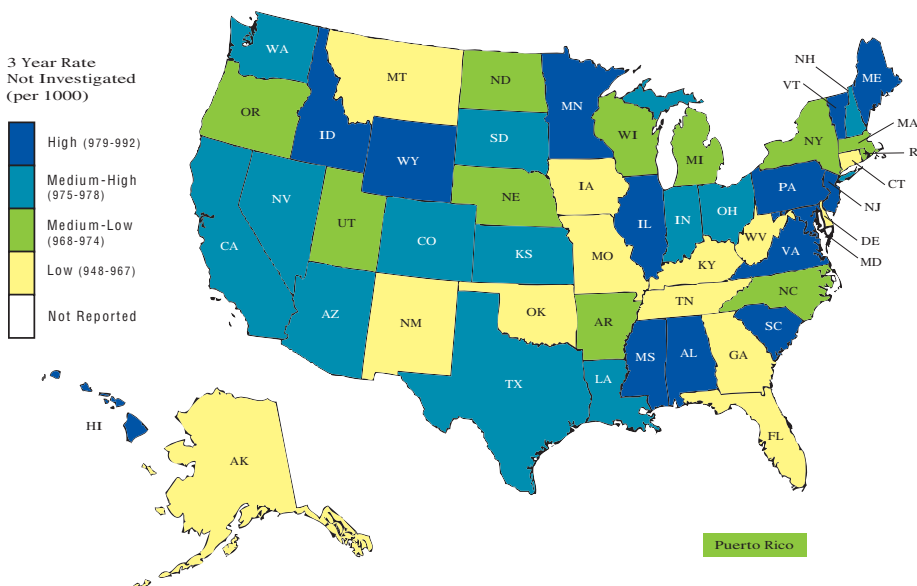 3 Year Rate
Not Investigated
(per 1000)
High (979-992)
Medium-High
(975-978)
Medium-Low
(968-974)
Low (948-967)
Not Reported
WA
OR
ID
MT
ND
MN
SD
WY
NV
UT
CO
CA
AZ
NM
NE
KS
OK
TX
IA
MO
AR
LA
WI
MI
IL
IN
OH
KY
TN
MS
AL
GA
FL
SC
NC
VA
WV
PA
NY
VT
NH
ME
MA
R
CT
NJ
DE
MD
HI
AK
Puerto Rico